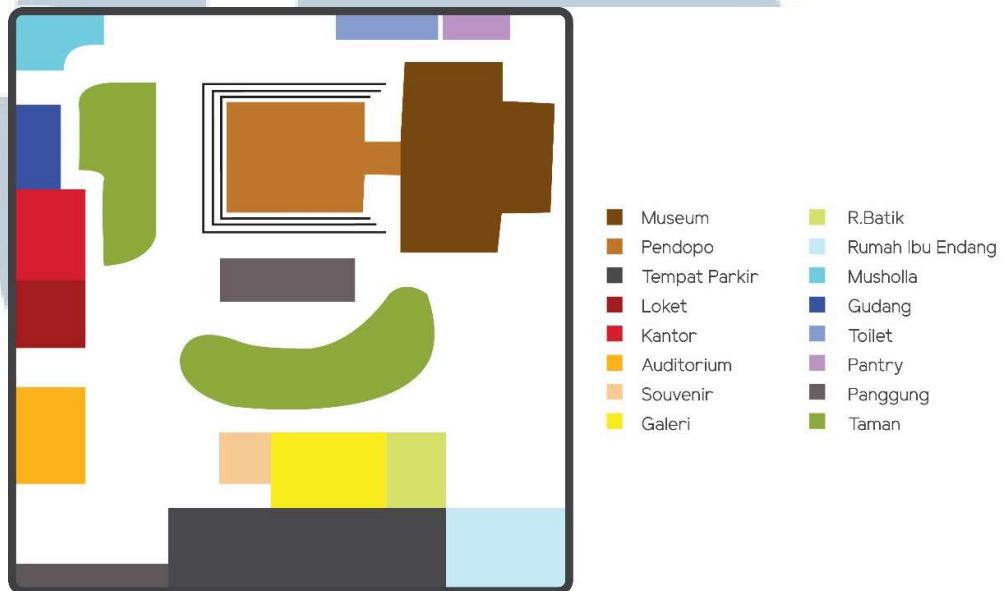 Museum
Pendopo
Tempat Parkir
Loket
Kantor
Auditorium
Souvenir
Galeri
R.Batik
Rumah Ibu Endang
Musholla
Gudang
Toilet
Pantry
Panggung
Taman